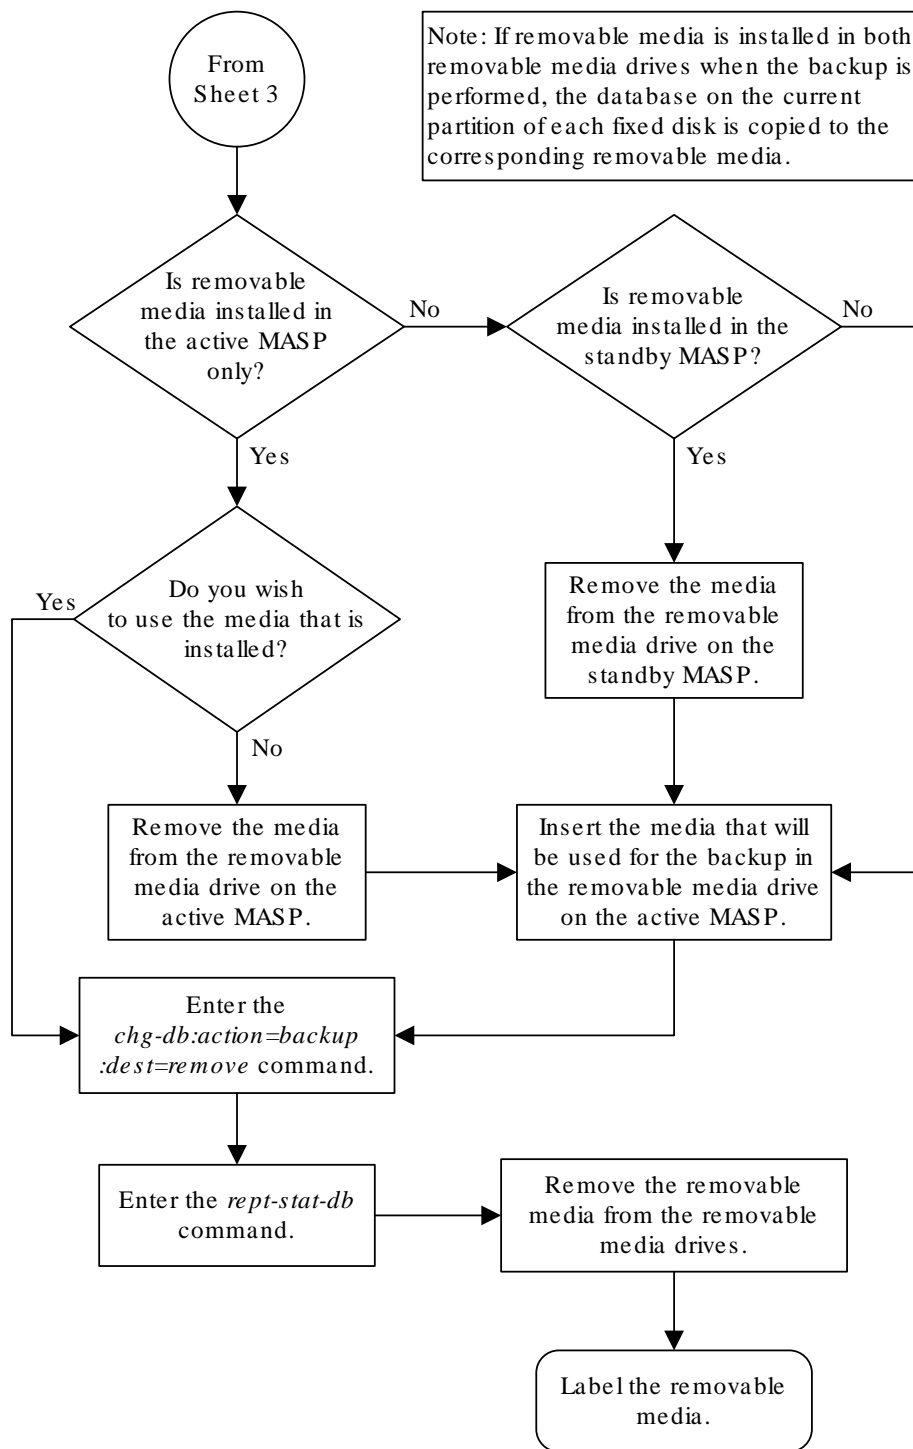 From
Sheet 3
Note: If removable media is installed in both
removable media drives when the backup is
performed, the database on the current
partition of each fixed disk is copied to the
corresponding removable media.
Is removable
media installed in
the active MASP
only?
No
Is removable
media installed in the
standby MASP?
No
Yes
Yes
Do you wish
to use the media that is
installed?
Yes
No
Remove the media
from the removable
media drive on the
standby MASP.
Remove the media
from the removable
media drive on the
active MASP.
Insert the media that will
be used for the backup in
the removable media drive
on the active MASP.
Enter the
chg-db:action=backup
:dest=remove command.
Enter the rept-stat-db
command.
Remove the removable
media from the removable
media drives.
Label the removable
media.